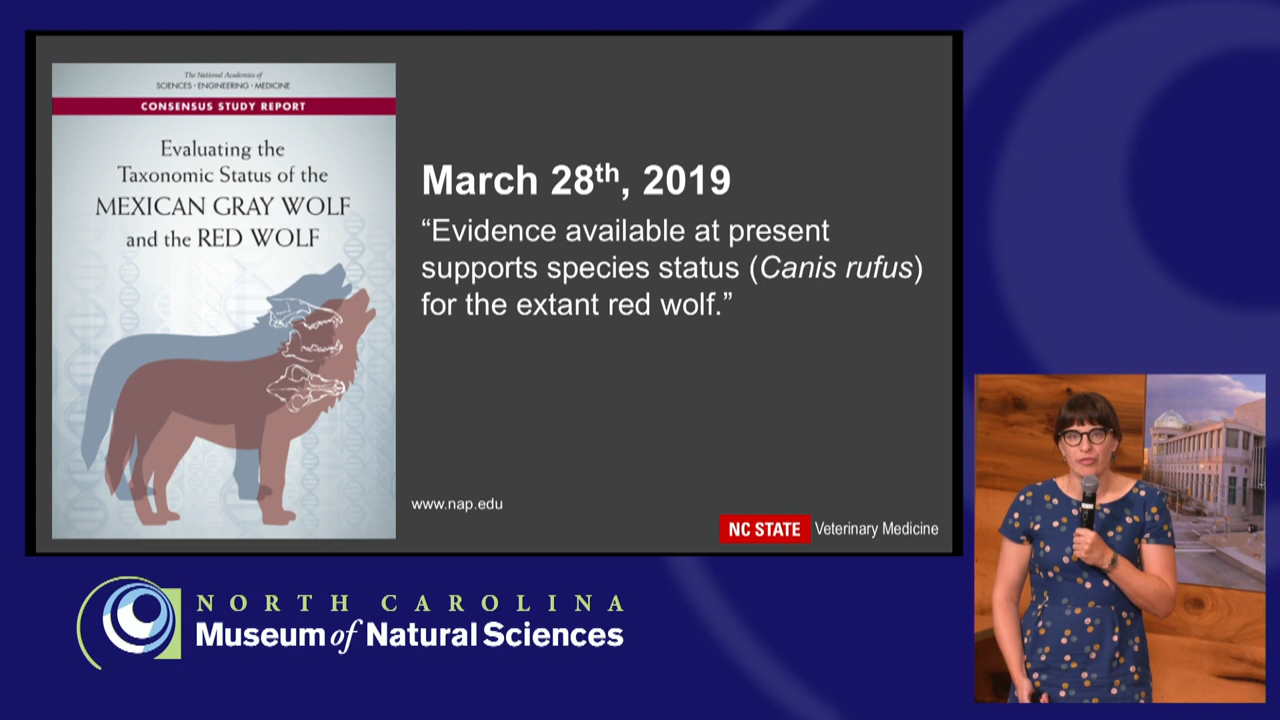 The National Academies of
SCIENCES • ENGINEERING • MEDICINE
CONSENSUS STUDY REPORT
Evaluating the
Taxonomic Status of the
MEXICAN GRAY WOLF
and the RED WOLF
March 28th, 2019
“Evidence available at present
supports species status (Canis rufus)
for the extant red wolf.”
www.nap.edu
NC STATE Veterinary Medicine
NORTH CAROLINA
Museum of Natural Sciences